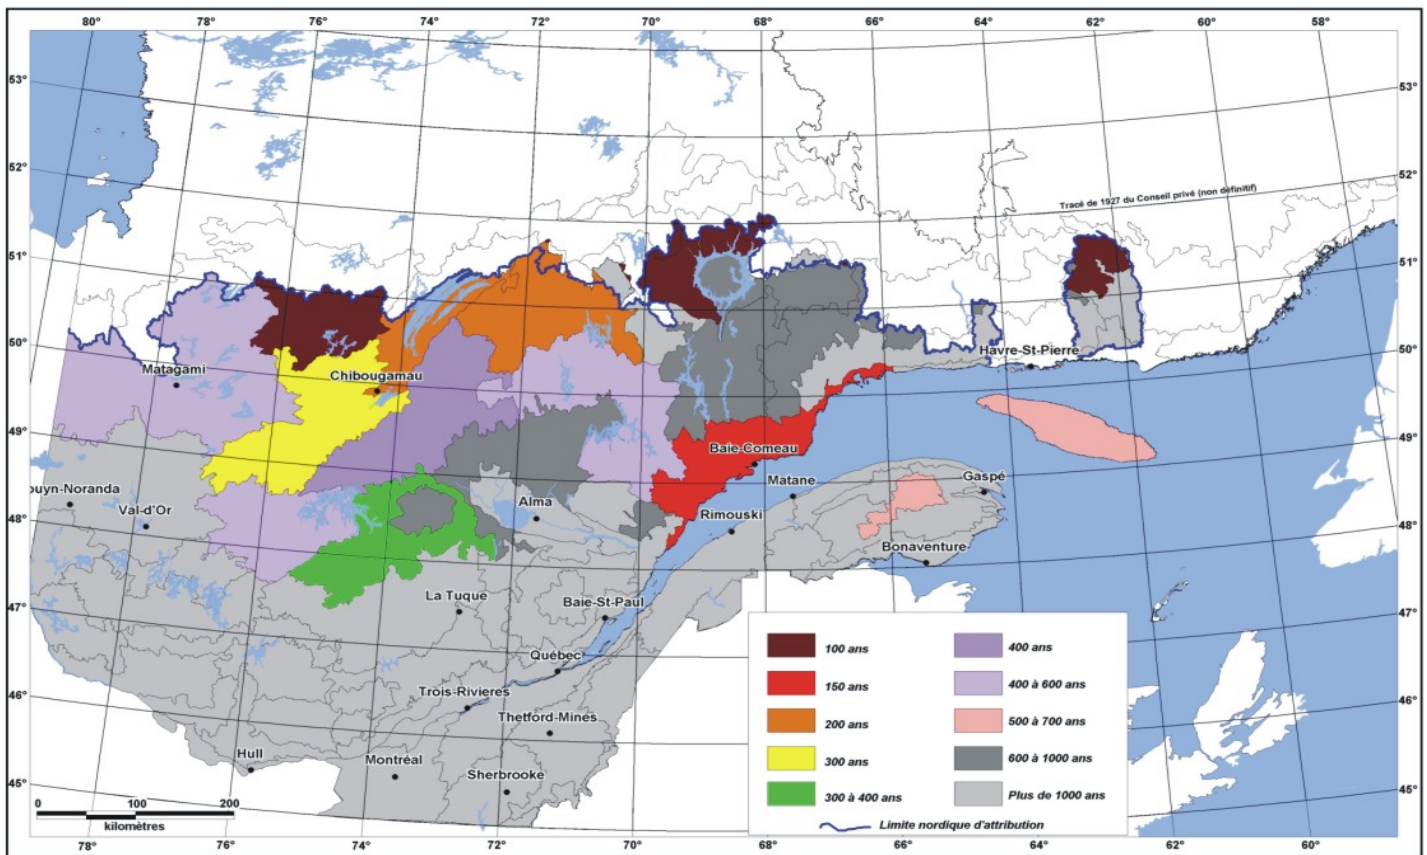 80° 78° 76° 74° 72° 70° 68° 66° 64° 62° 60° 58°
53° 53°
52° 52°
Tracé de 1927 du Conseil privé (non définitif)
51° 51°
50° 50°
Havre-St-Pierre
Matagami
Chibougamau
49° 49°
Baie-Comeau
Matane
Gaspé
ouyn-Noranda
Val-d'Or
Alma
Rimouski
48° 48°
Bonaventure
La Tuque
Baie-St-Paul
47° 47°
Québec
Trois-Rivieres
Thetford-Mines
46° 46°
Hull
Montréal
Sherbrooke
45° 45°
100 ans
150 ans
200 ans
300 ans
300 à 400 ans
400 ans
400 à 600 ans
500 à 700 ans
600 à 1000 ans
Plus de 1000 ans
Limite nordique d'attribution
0 100 200
kilomètres
78° 76° 74° 72° 70° 68° 66° 64° 62° 60°